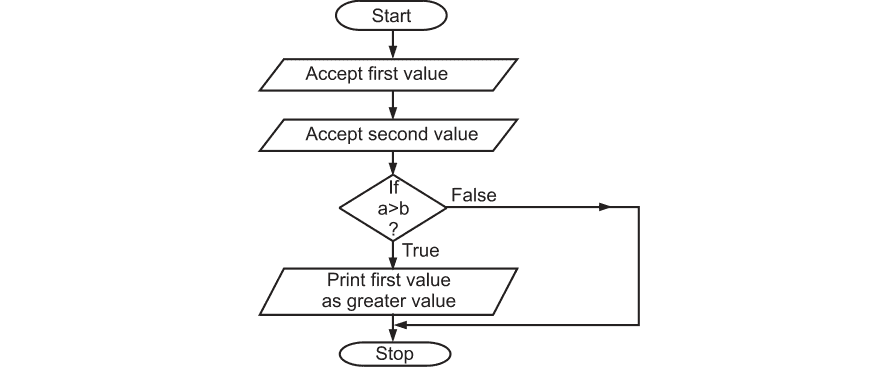 Start
Accept first value
Accept second value
If
a>b
?
False
True
Print first value
as greater value
Stop